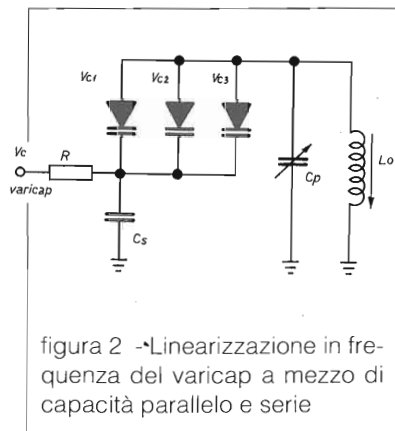 Vc1
Vc2
Vc3
Vc
R
varicap
Cs
Cp
Lo
figura 2 - Linearizzazione in fre-
quenza del varicap a mezzo di
capacità parallelo e serie